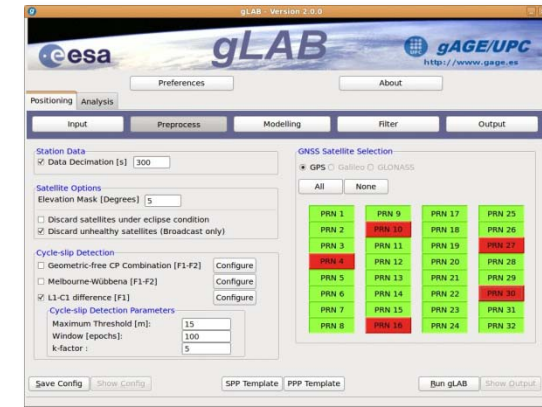 gLAB - Version 2.0.0
esa
gLAB
gAGE/UPC
http://www.gage.es
Preferences About
Positioning Analysis
Input Preprocess Modelling Filter Output
Station Data
Data Decimation [s] 300
Satellite Options
Elevation Mask [Degrees] 5
Discard satellites under eclipse condition
Discard unhealthy satellites (Broadcast only)
Cycle-slip Detection
Geometric-free CP Combination [F1-F2] Configure
Melbourne-Wübbena [F1-F2] Configure
L1-C1 difference [F1] Configure
Cycle-slip Detection Parameters
Maximum Threshold [m]: 15
Window [epochs]: 100
k-factor : 5
GNSS Satellite Selection
GPS Galileo GLONASS
All None
PRN 1 PRN 9 PRN 17 PRN 25
PRN 2 PRN 10 PRN 18 PRN 26
PRN 3 PRN 11 PRN 19 PRN 27
PRN 4 PRN 12 PRN 20 PRN 28
PRN 5 PRN 13 PRN 21 PRN 29
PRN 6 PRN 14 PRN 22 PRN 30
PRN 7 PRN 15 PRN 23 PRN 31
PRN 8 PRN 16 PRN 24 PRN 32
Save Config Show Config SPP Template PPP Template Run gLAB Show Output